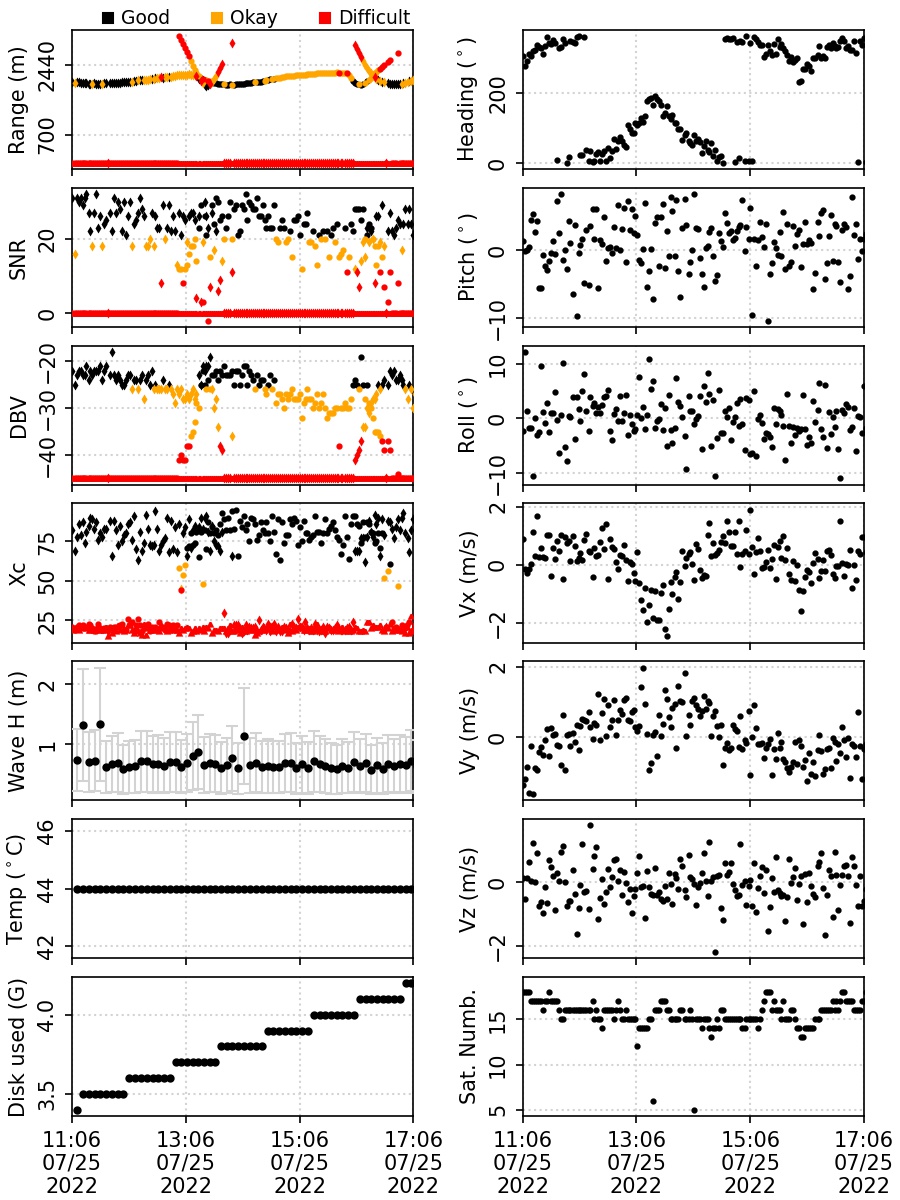 Good Okay Difficult
Range (m)
2440
700
Heading (°)
200
0
SNR
20
0
Pitch (°)
0
−10
DBV
−20
−30
−40
Roll (°)
10
0
−10
Xc
75
50
25
Vx (m/s)
2
0
−2
Wave H (m)
2
1
Vy (m/s)
2
0
Temp (°C)
46
44
42
Vz (m/s)
0
−2
Disk used (G)
4.0
3.5
Sat. Numb.
15
10
5
11:06 13:06 15:06 17:06
07/25 07/25 07/25 07/25
2022 2022 2022 2022
11:06 13:06 15:06 17:06
07/25 07/25 07/25 07/25
2022 2022 2022 2022